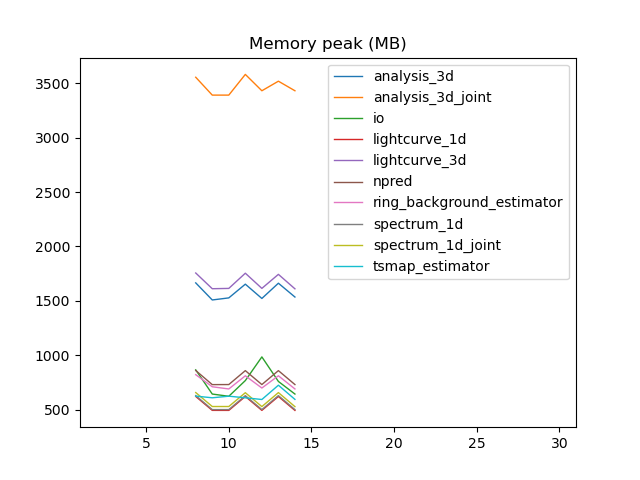 Memory peak (MB)
3500
3000
2500
2000
1500
1000
500
analysis_3d
analysis_3d_joint
io
lightcurve_1d
lightcurve_3d
npred
ring_background_estimator
spectrum_1d
spectrum_1d_joint
tsmap_estimator
5 10 15 20 25 30